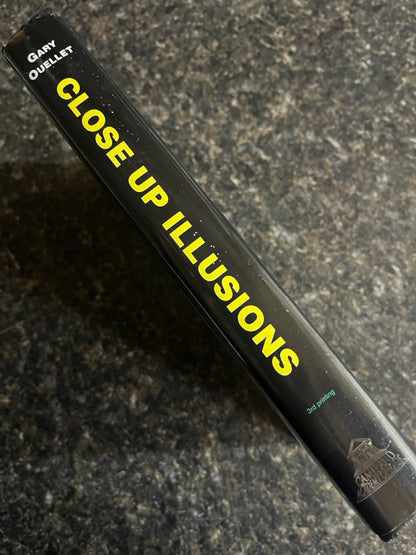 GARY
OUELLET
CLOSE UP ILLUSIONS
3rd printing